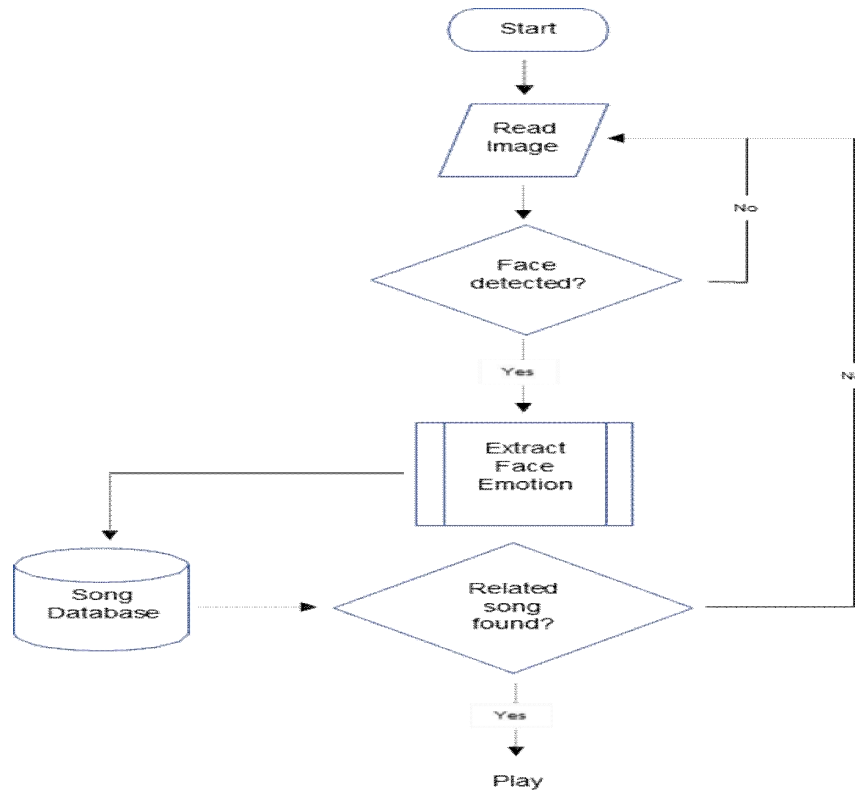 Start
Read
Image
No
Face
detected?
Yes
N
Extract
Face
Emotion
Song
Database
Related
song
found?
Yes
Play